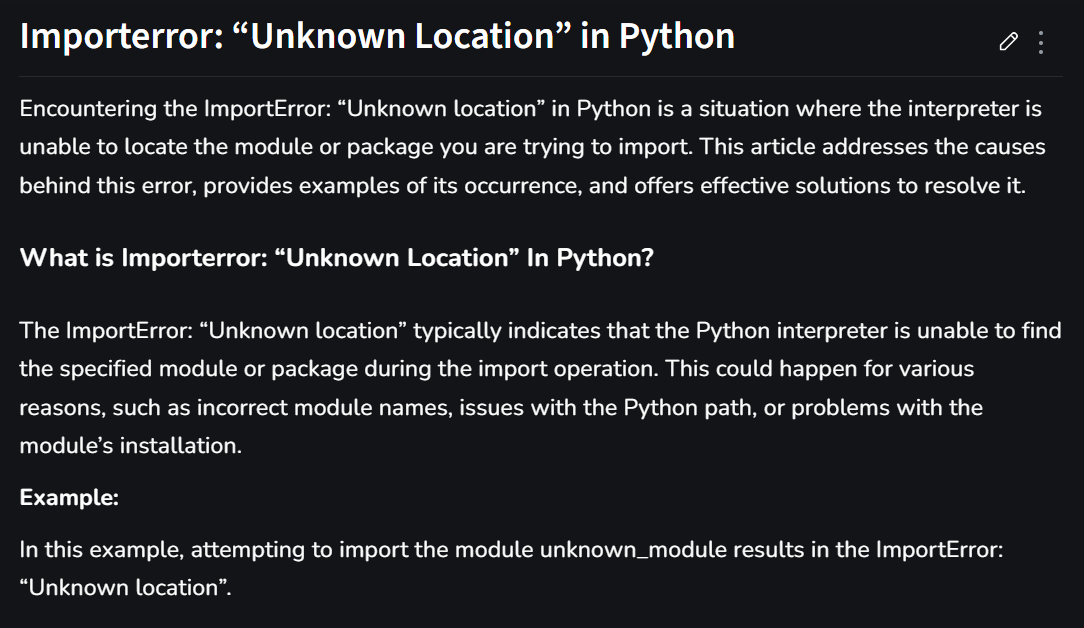 Importerror: “Unknown Location” in Python
Encountering the ImportError: “Unknown location” in Python is a situation where the interpreter is
unable to locate the module or package you are trying to import. This article addresses the causes
behind this error, provides examples of its occurrence, and offers effective solutions to resolve it.
What is Importerror: “Unknown Location” In Python?
The ImportError: “Unknown location” typically indicates that the Python interpreter is unable to find
the specified module or package during the import operation. This could happen for various
reasons, such as incorrect module names, issues with the Python path, or problems with the
module’s installation.
Example:
In this example, attempting to import the module unknown_module results in the ImportError:
“Unknown location”.